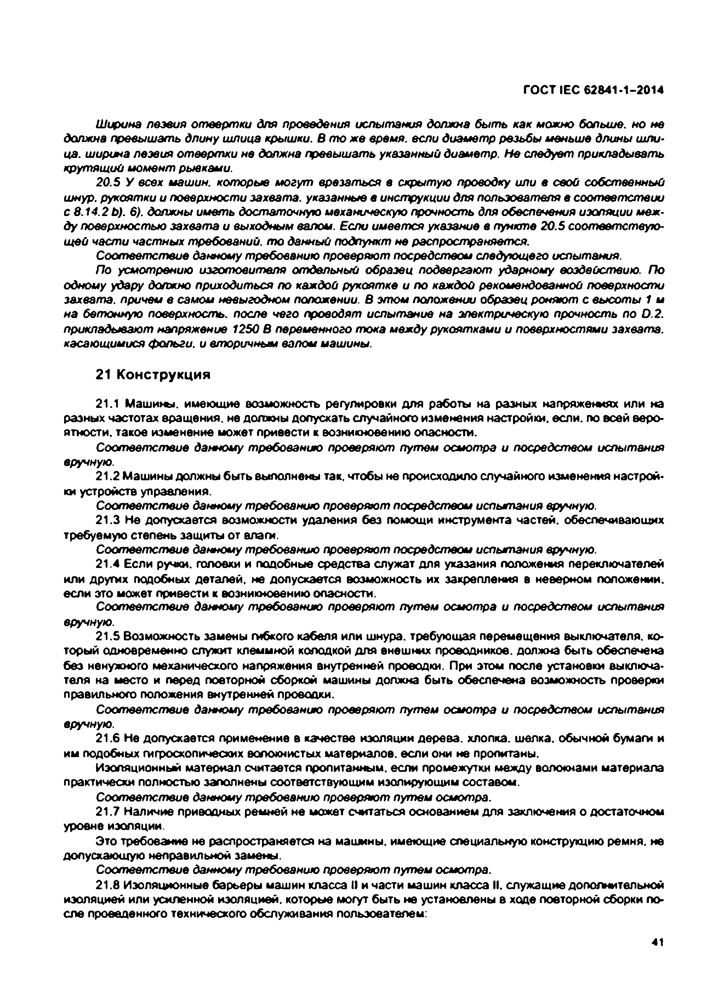 ГОСТ IEC 62841-1–2014
Ширина лезвия отвертки для проведения испытания должна быть как можно больше, но не
должна превышать длину шлица крышки. В то же время, если диаметр резьбы меньше длины шли-
ца, ширина лезвия отвертки не должна превышать указанный диаметр. Не следует прикладывать
крутящий момент рывками.
20.5 У всех машин, которые могут врезаться в скрытую проводку или в свой собственный
шнур, рукоятки и поверхности захвата, указанные в инструкции для пользователя в соответствии
с 8.14.2 b), 6), должны иметь достаточную механическую прочность для обеспечения изоляции меж-
ду поверхностью захвата и выходным валом. Если имеется указание в пункте 20.5 соответствую-
щей части частных требований, то данный подпункт не распространяется.
Соответствие данному требованию проверяют посредством следующего испытания.
По усмотрению изготовителя отдельный образец подвергают ударному воздействию. По
одному удару должно приходиться по каждой рукоятке и по каждой рекомендованной поверхности
захвата, причем в самом невыгодном положении. В этом положении образец роняют с высоты 1 м
на бетонную поверхность, после чего проводят испытание на электрическую прочность по D.2,
прикладывают напряжение 1250 В переменного тока между рукоятками и поверхностями захвата,
касающимися фольги, и вторичным валом машины.
21 Конструкция
21.1 Машины, имеющие возможность регулировки для работы на разных напряжениях или на
разных частотах вращения, не должны допускать случайного изменения настройки, если, по всей веро-
ятности, такое изменение может привести к возникновению опасности.
Соответствие данному требованию проверяют путем осмотра и посредством испытания
вручную.
21.2 Машины должны быть выполнены так, чтобы не происходило случайного изменения настрой-
ки устройств управления.
Соответствие данному требованию проверяют посредством испытания вручную.
21.3 Не допускается возможности удаления без помощи инструмента частей, обеспечивающих
требуемую степень защиты от влаги.
Соответствие данному требованию проверяют посредством испытания вручную.
21.4 Если ручки, головки и подобные средства служат для указания положения переключателей
или других подобных деталей, не допускается возможность их закрепления в неверном положении,
если это может привести к возникновению опасности.
Соответствие данному требованию проверяют путем осмотра и посредством испытания
вручную.
21.5 Возможность замены гибкого кабеля или шнура, требующая перемещения выключателя, ко-
торый одновременно служит клеммной колодкой для внешних проводников, должна быть обеспечена
без ненужного механического напряжения внутренней проводки. При этом после установки выключа-
теля на место и перед повторной сборкой машины должна быть обеспечена возможность проверки
правильного положения внутренней проводки.
Соответствие данному требованию проверяют путем осмотра и посредством испытания
вручную.
21.6 Не допускается применение в качестве изоляции дерева, хлопка, шелка, обычной бумаги и
им подобных гигроскопических волокнистых материалов, если они не пропитаны.
Изоляционный материал считается пропитанным, если промежутки между волокнами материала
практически полностью заполнены соответствующим изолирующим составом.
Соответствие данному требованию проверяют путем осмотра.
21.7 Наличие приводных ремней не может считаться основанием для заключения о достаточном
уровне изоляции.
Это требование не распространяется на машины, имеющие специальную конструкцию ремня, не
допускающую неправильной замены.
Соответствие данному требованию проверяют путем осмотра.
21.8 Изоляционные барьеры машин класса II и части машин класса II, служащие дополнительной
изоляцией или усиленной изоляцией, которые могут быть не установлены в ходе повторной сборки по-
сле проведенного технического обслуживания пользователем:
41